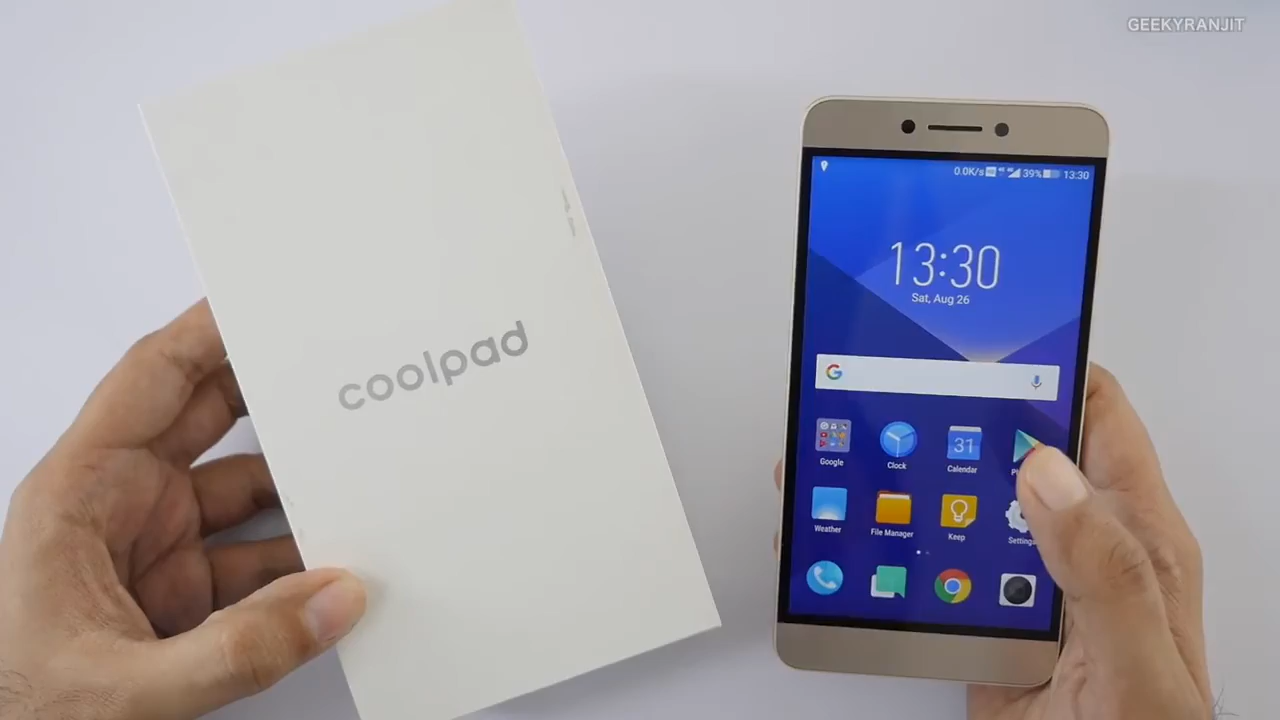 GEEKYRANJIT
coolpad
0.0K/s 39% 13:30
13:30
Sat, Aug 26
G
Google Clock 31 Calendar
Weather File Manager Keep Settings